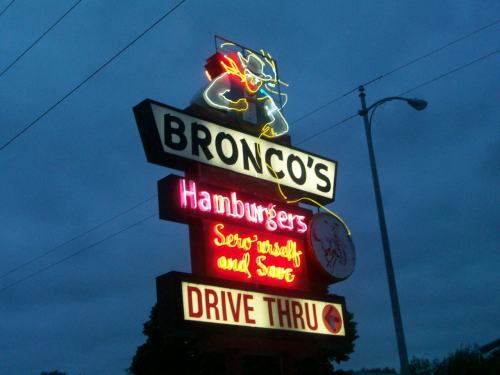 BRONCO'S
Hamburgers
Serv'urself
and Save
DRIVE THRU